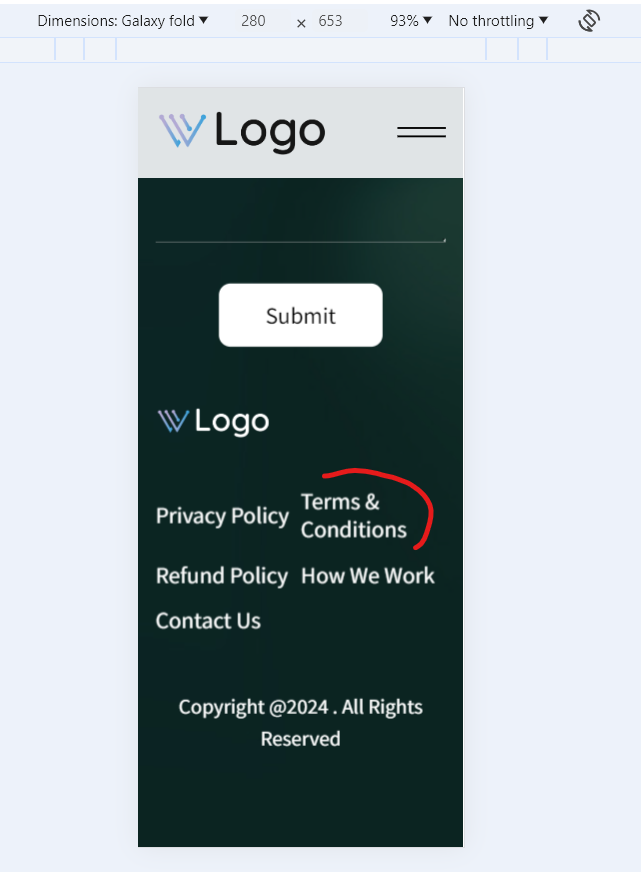 Dimensions: Galaxy fold ▼ 280 × 653 93% ▼ No throttling ▼
Logo
Submit
Logo
Privacy Policy Terms &
Conditions
Refund Policy How We Work
Contact Us
Copyright @2024 . All Rights
Reserved